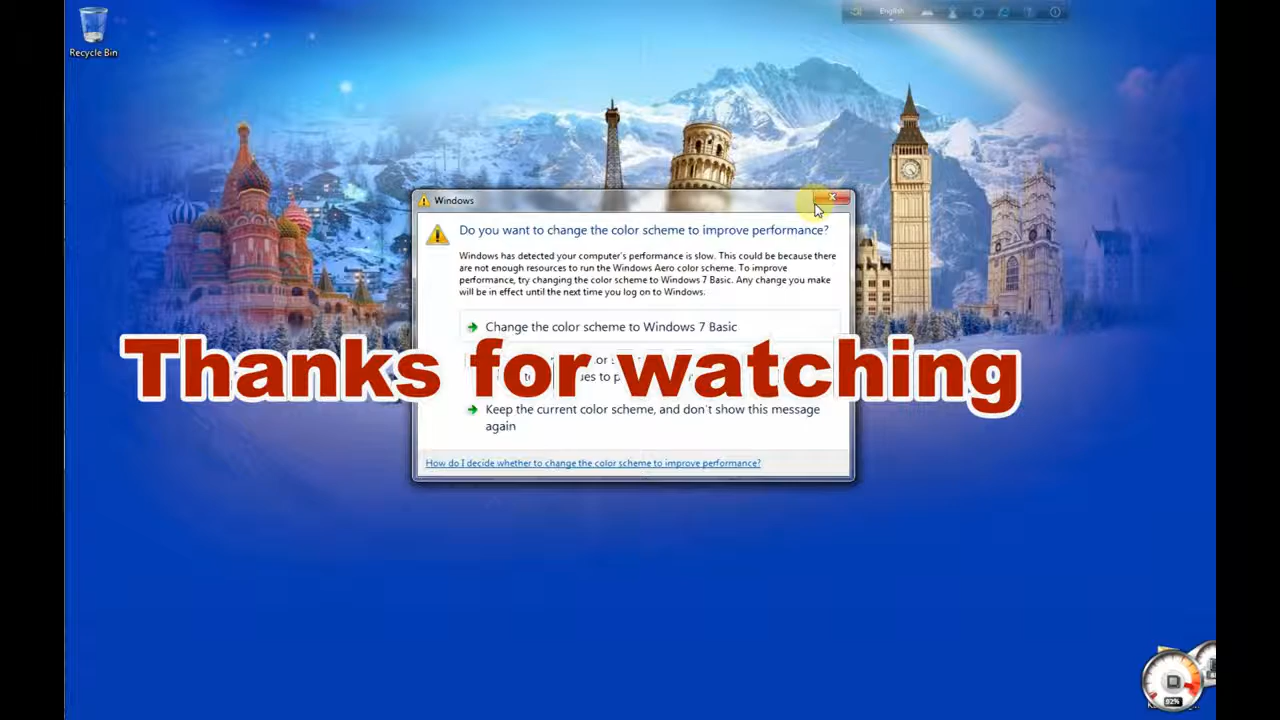 English
Recycle Bin
Windows
Do you want to change the color scheme to improve performance?
Windows has detected your computer's performance is slow. This could be because there
are not enough resources to run the Windows Aero color scheme. To improve
performance, try changing the color scheme to Windows 7 Basic. Any change you make
will be in effect until the next time you log on to Windows.
Change the color scheme to Windows 7 Basic
Thanks for watching
Keep the current color scheme, and don't show this message
again
How do I decide whether to change the color scheme to improve performance?
92%